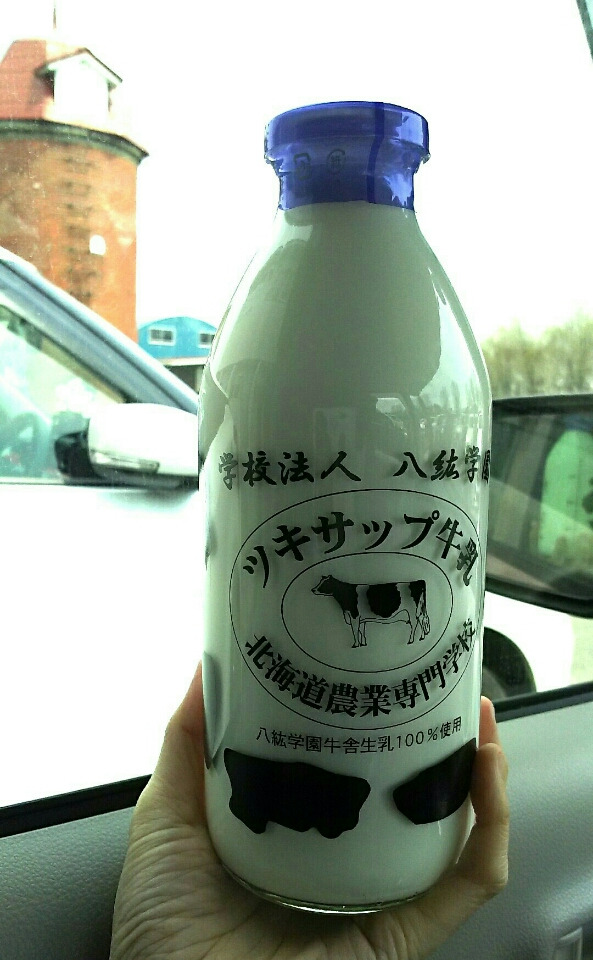 学校法人 八紘学園
ツキサップ牛乳
北海道農業専門学校
八紘学園牛舎生乳100%使用